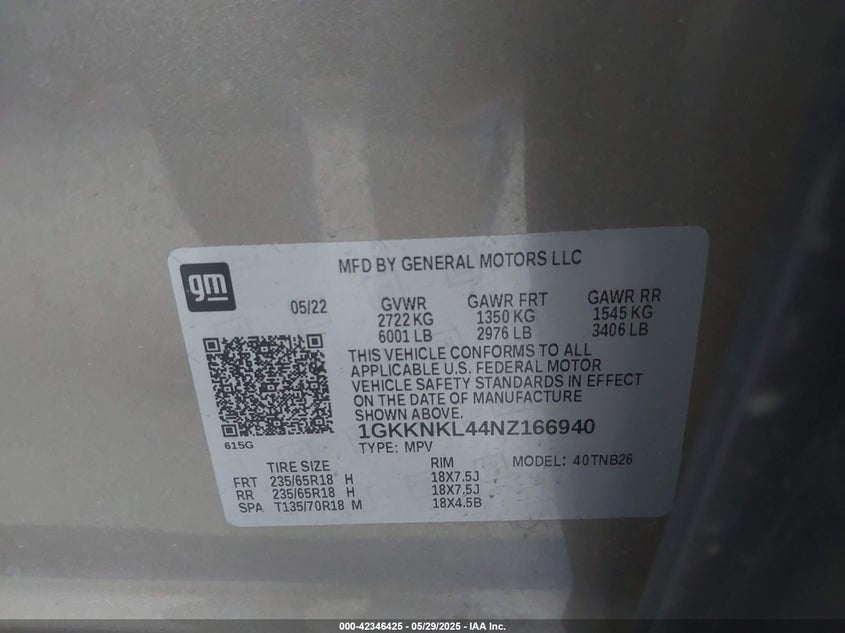 gm
MFD BY GENERAL MOTORS LLC
05/22 GVWR GAWR FRT GAWR RR
2722 KG 1350 KG 1545 KG
6001 LB 2976 LB 3406 LB
THIS VEHICLE CONFORMS TO ALL
APPLICABLE U.S. FEDERAL MOTOR
VEHICLE SAFETY STANDARDS IN EFFECT
ON THE DATE OF MANUFACTURE
SHOWN ABOVE.
1GKKNKL44NZ166940
615G
TYPE: MPV MODEL: 40TNB26
TIRE SIZE RIM
FRT 235/65R18 H 18X7.5J
RR 235/65R18 H 18X7.5J
SPA T135/70R18 M 18X4.5B
000-42346425 - 05/29/2025 - IAA Inc.